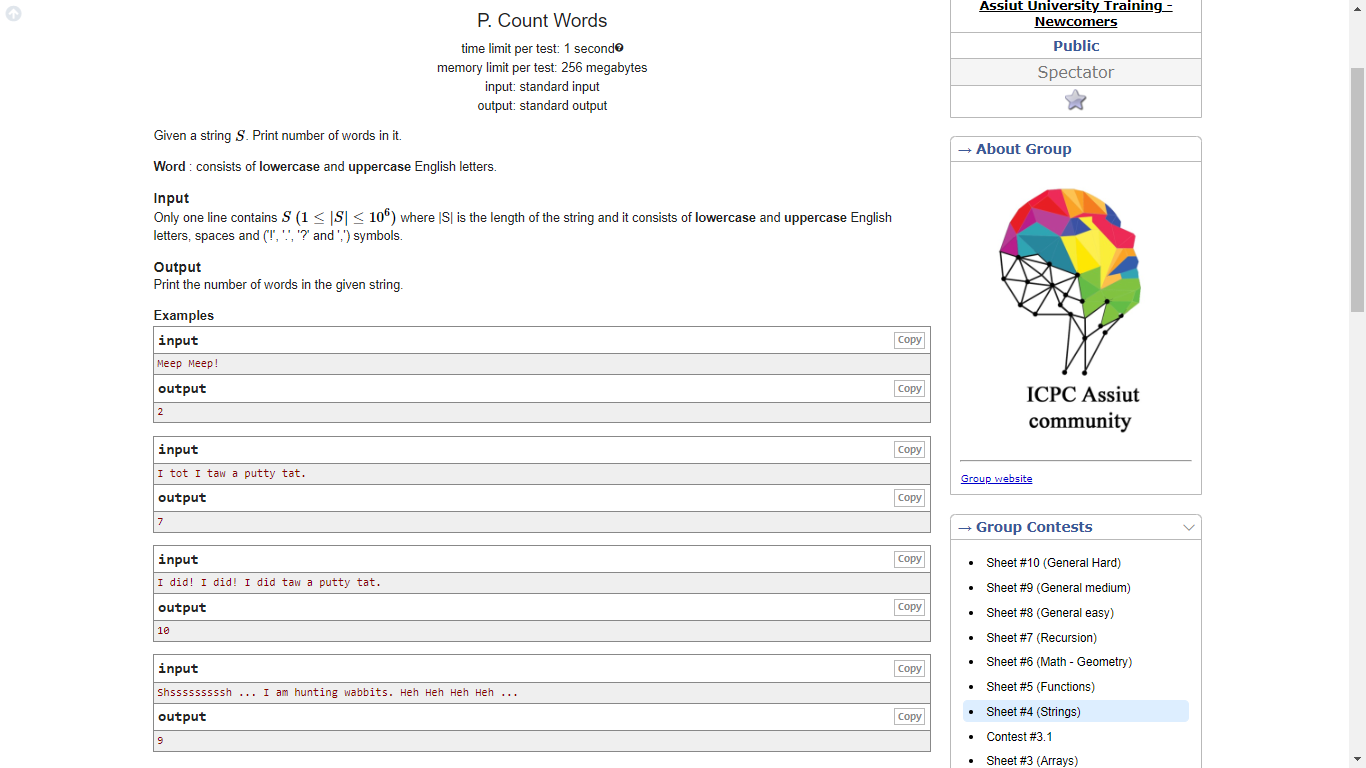 P. Count Words
time limit per test: 1 second
memory limit per test: 256 megabytes
input: standard input
output: standard output
Given a string S. Print number of words in it.
Word : consists of lowercase and uppercase English letters.
Input
Only one line contains S (1 ≤ |S| ≤ 10^6) where |S| is the length of the string and it consists of lowercase and uppercase English
letters, spaces and ('!', '.', '?' and ',') symbols.
Output
Print the number of words in the given string.
Examples
input
Copy
Meep Meep!
output
Copy
2
input
Copy
I tot I taw a putty tat.
output
Copy
7
input
Copy
I did! I did! I did taw a putty tat.
output
Copy
10
input
Copy
Shsssssssssh ... I am hunting wabbits. Heh Heh Heh Heh ...
output
Copy
9
Assiut University Training -
Newcomers
Public
Spectator
→ About Group
ICPC Assiut
community
Group website
→ Group Contests
Sheet #10 (General Hard)
Sheet #9 (General medium)
Sheet #8 (General easy)
Sheet #7 (Recursion)
Sheet #6 (Math - Geometry)
Sheet #5 (Functions)
Sheet #4 (Strings)
Contest #3.1
Sheet #3 (Arrays)